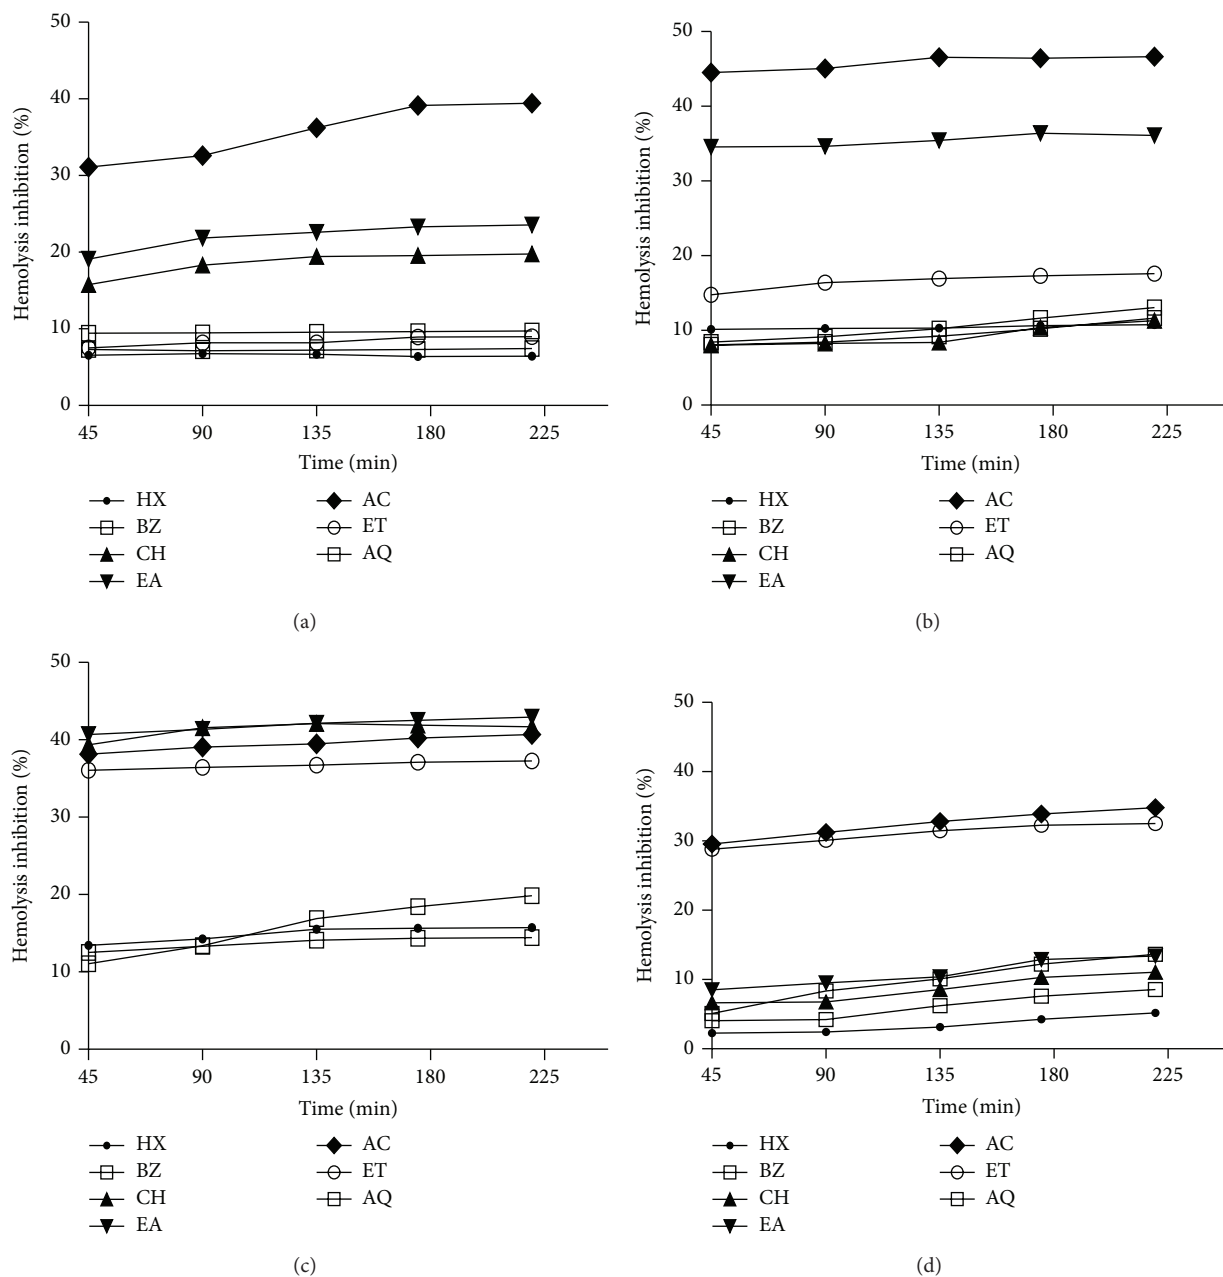 50
40
30
20
10
0
Hemolysis inhibition (%)
45 90 135 180 225
Time (min)
HX AC
BZ ET
CH AQ
EA
(a)
50
40
30
20
10
0
Hemolysis inhibition (%)
45 90 135 180 225
Time (min)
HX AC
BZ ET
CH AQ
EA
(b)
50
40
30
20
10
0
Hemolysis inhibition (%)
45 90 135 180 225
Time (min)
HX AC
BZ ET
CH AQ
EA
(c)
50
40
30
20
10
0
Hemolysis inhibition (%)
45 90 135 180 225
Time (min)
HX AC
BZ ET
CH AQ
EA
(d)